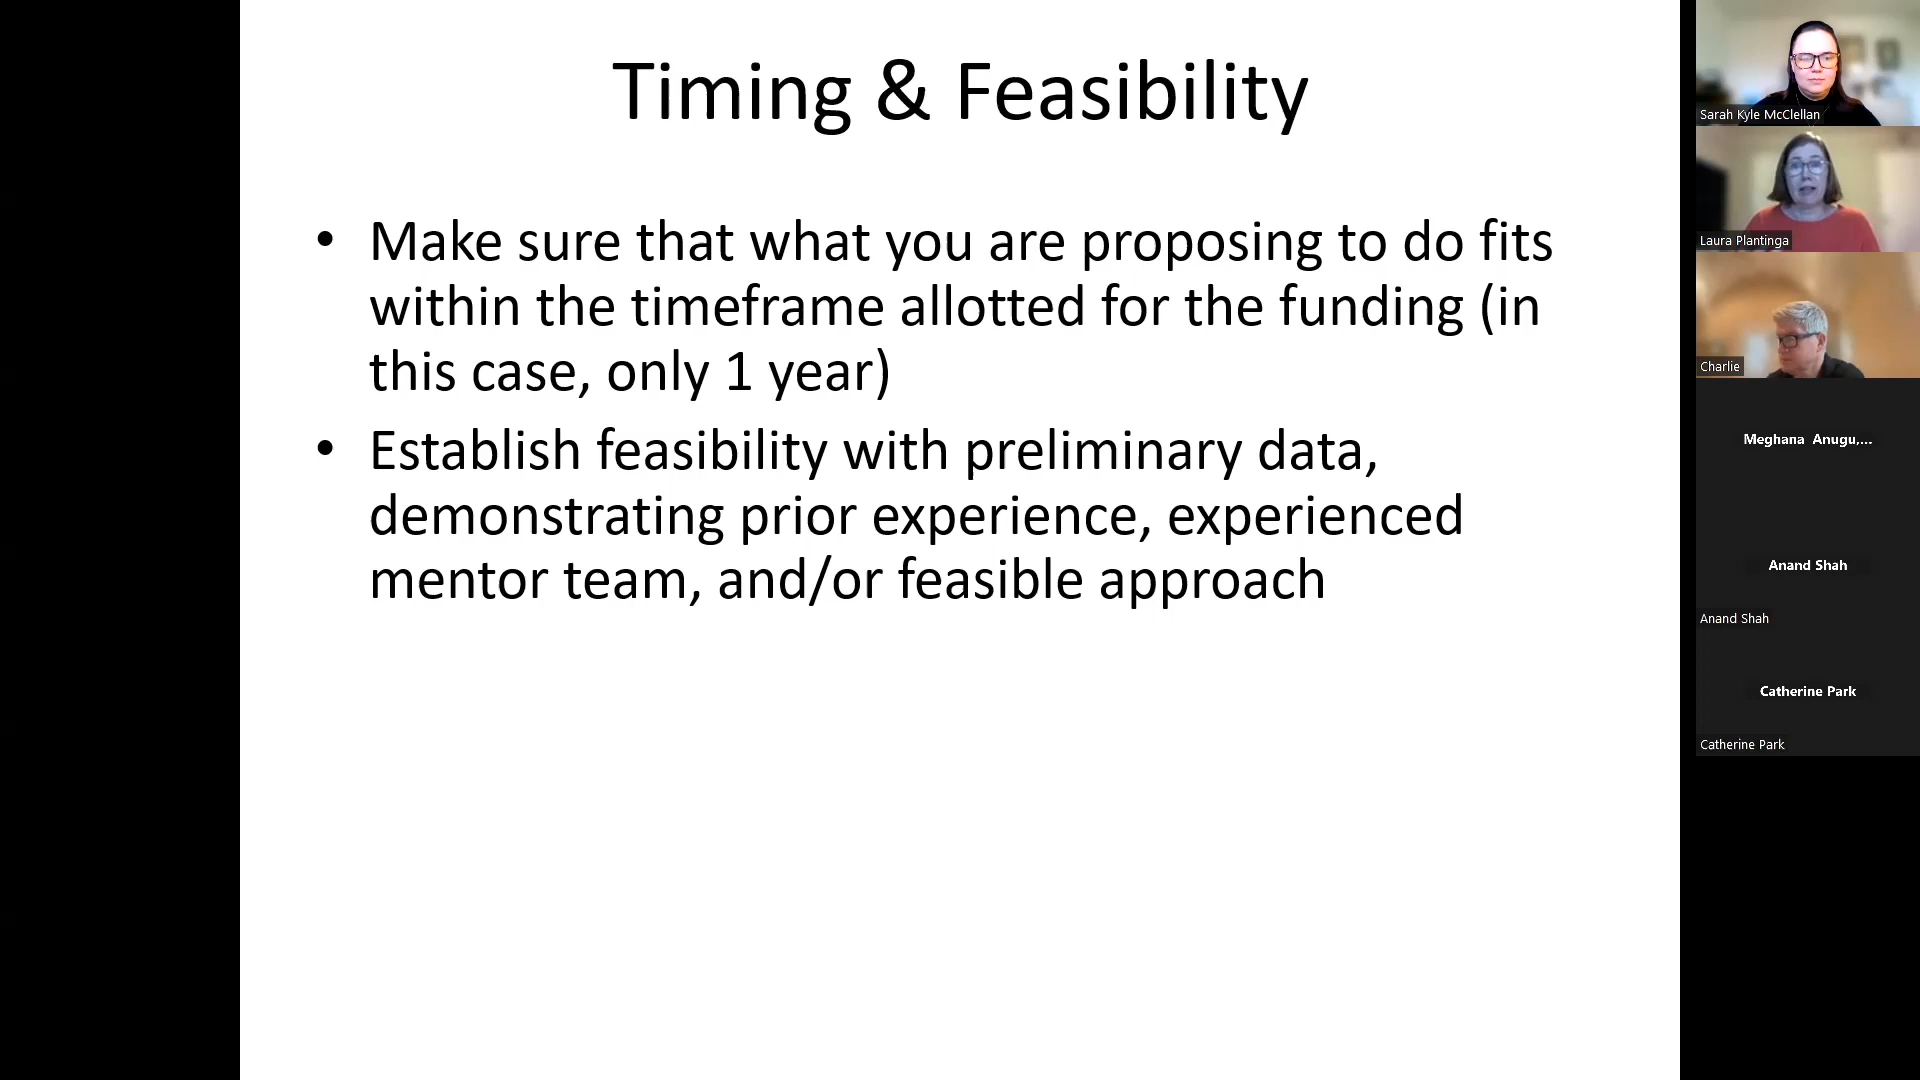 Timing & Feasibility
• Make sure that what you are proposing to do fits
within the timeframe allotted for the funding (in
this case, only 1 year)
• Establish feasibility with preliminary data,
demonstrating prior experience, experienced
mentor team, and/or feasible approach
Sarah Kyle McClellan
Laura Plantinga
Charlie
Meghana Anugu,...
Anand Shah
Anand Shah
Catherine Park
Catherine Park